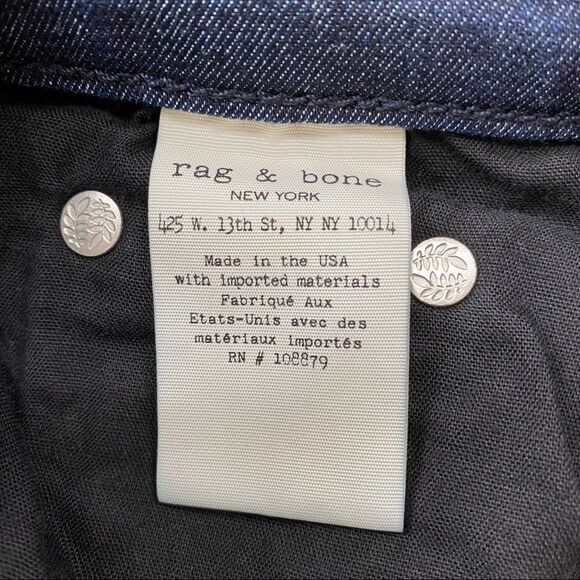 rag & bone
NEW YORK
425 W. 13th St, NY NY 10014
Made in the USA
with imported materials
Fabriqué Aux
Etats-Unis avec des
matériaux importés
RN # 108879